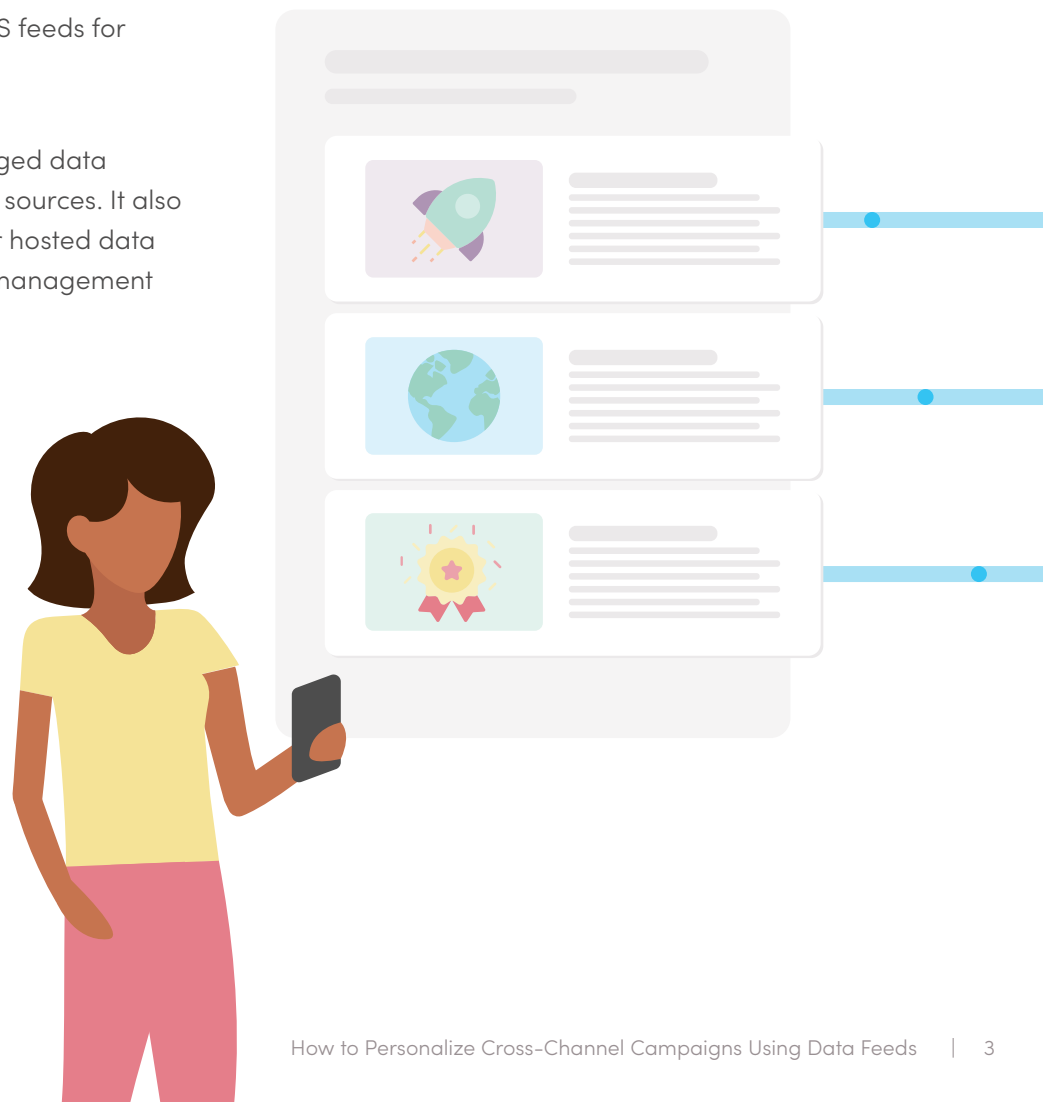 S feeds for
ged data
sources. It also
hosted data
management
How to Personalize Cross-Channel Campaigns Using Data Feeds | 3